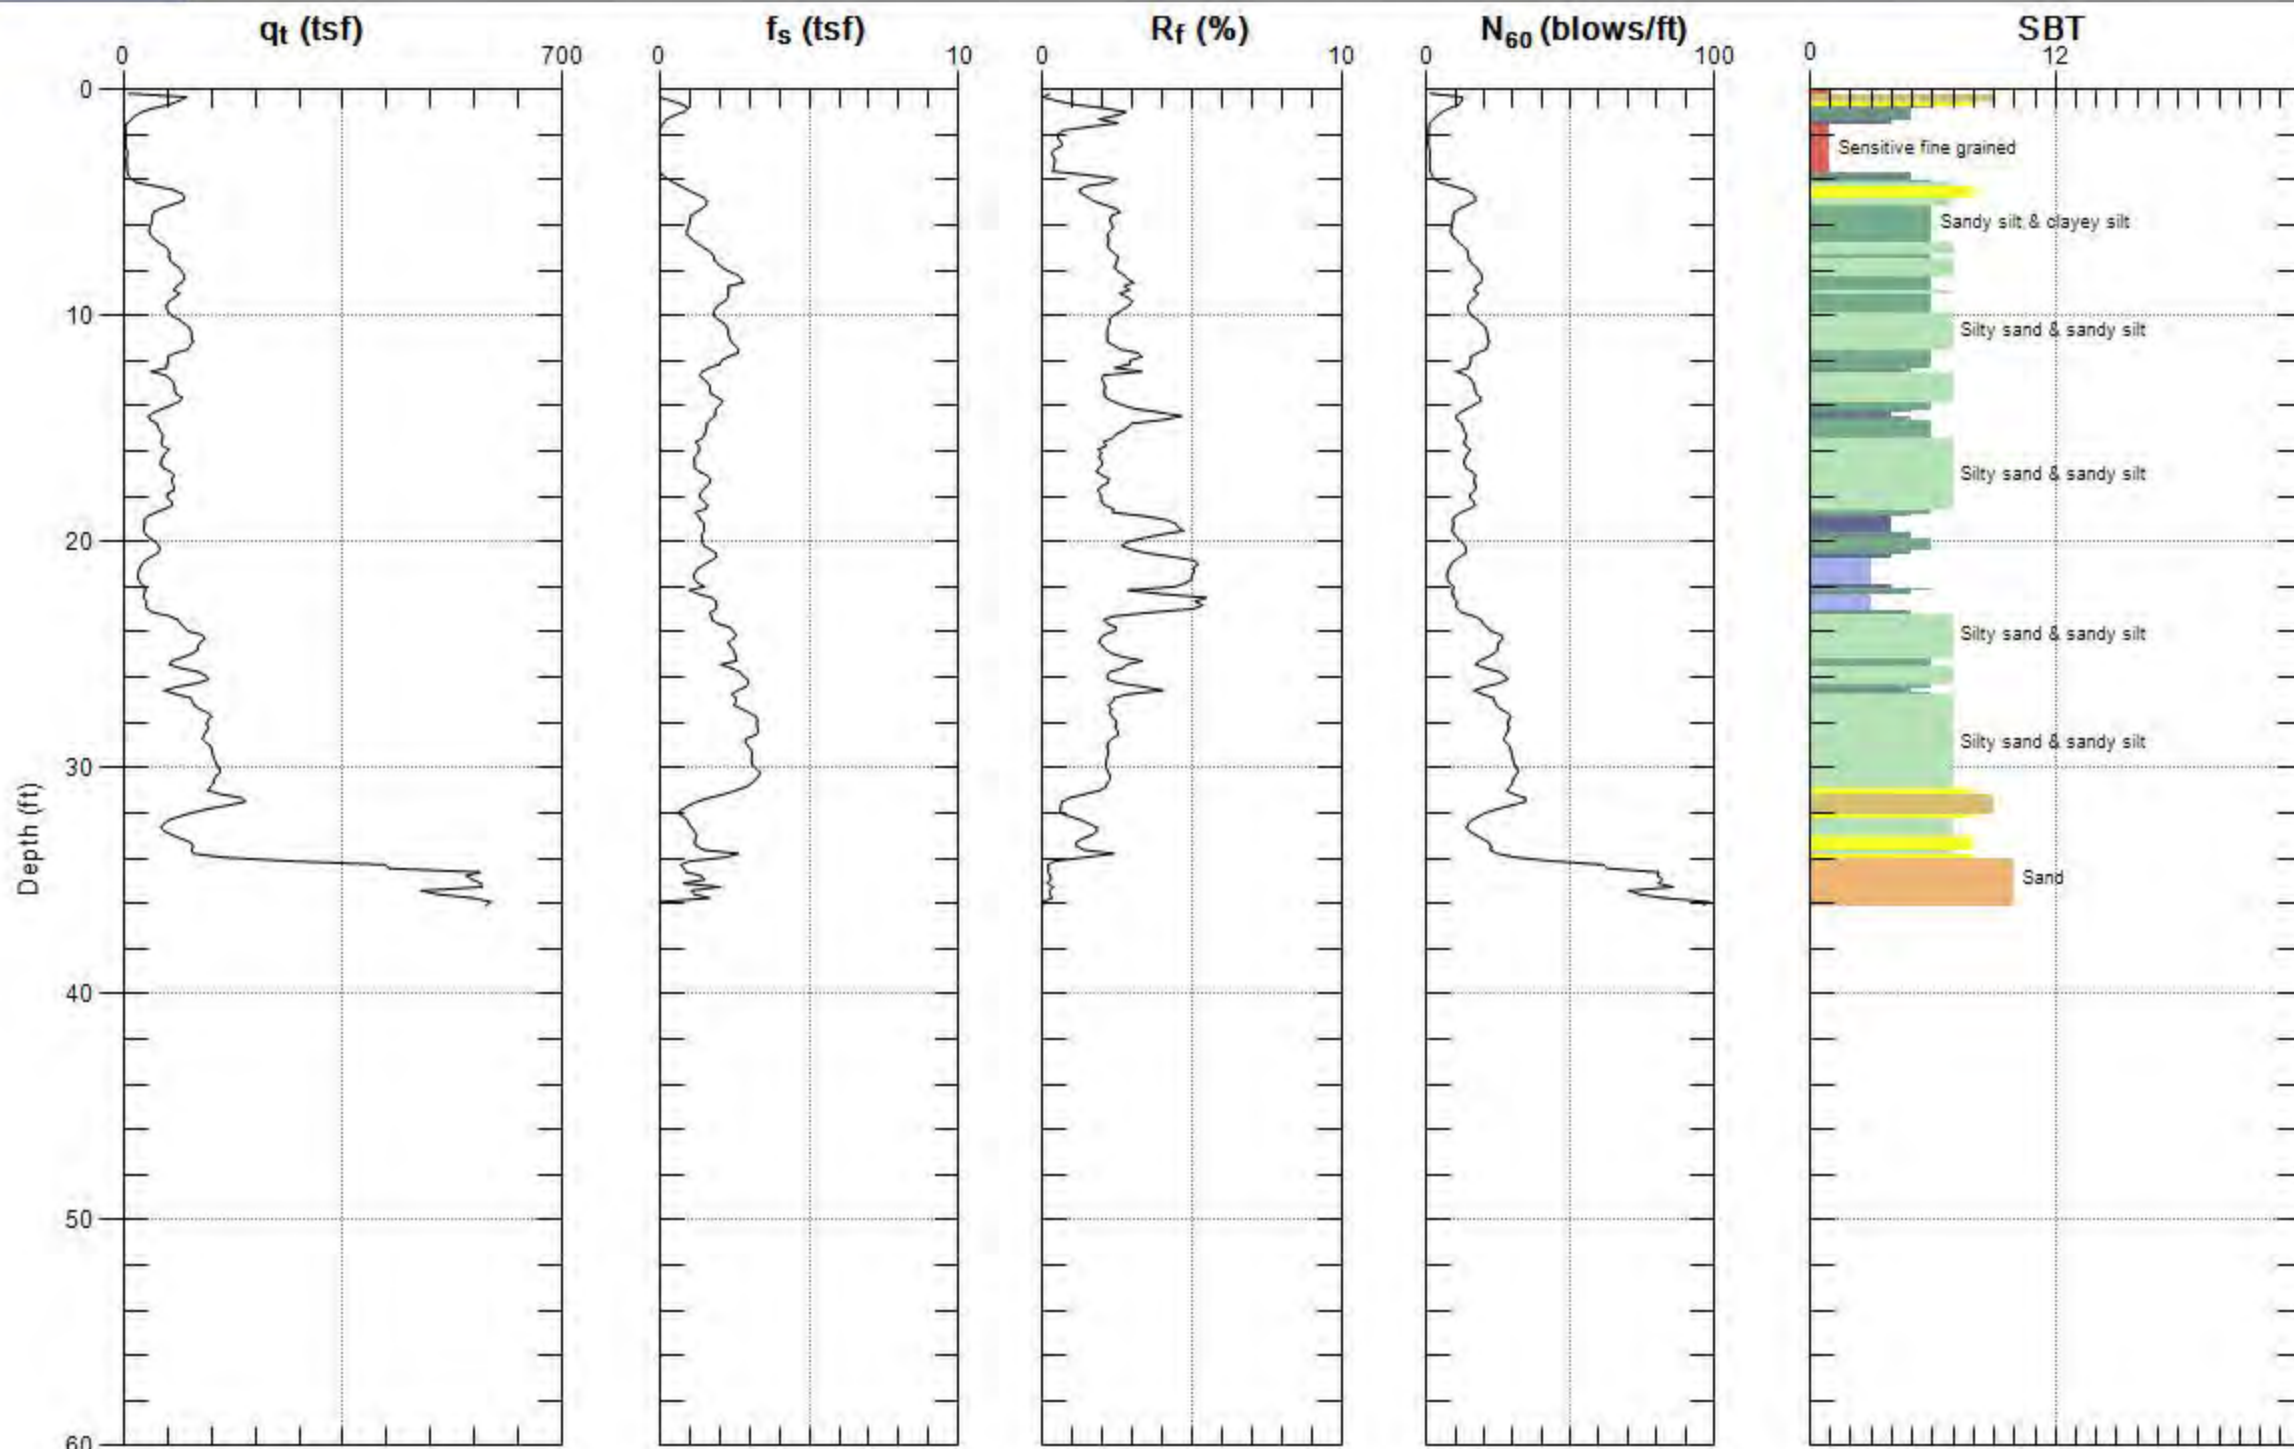 qt (tsf) fs (tsf) Rf (%) N60 (blows/ft) SBT
0 700 0 10 0 10 0 100 0 12
0
Sensitive fine grained
Sandy silt & clayey silt
10
Silty sand & sandy silt
Silty sand & sandy silt
20
Silty sand & sandy silt
Silty sand & sandy silt
30
Depth (ft)
Sand
40
50
60